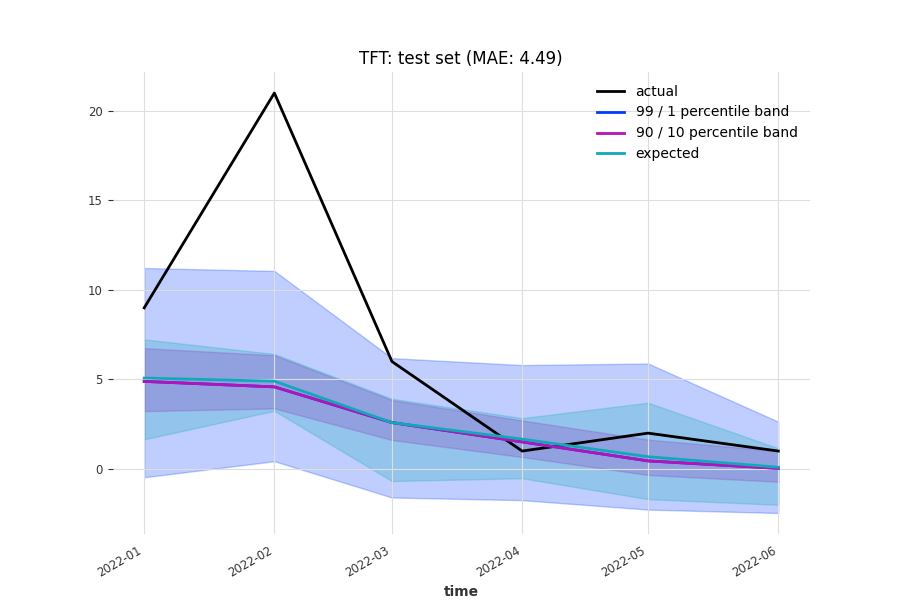 TFT: test set (MAE: 4.49)
actual
99 / 1 percentile band
90 / 10 percentile band
expected
20
15
10
5
0
2022-01
2022-02
2022-03
2022-04
2022-05
2022-06
time